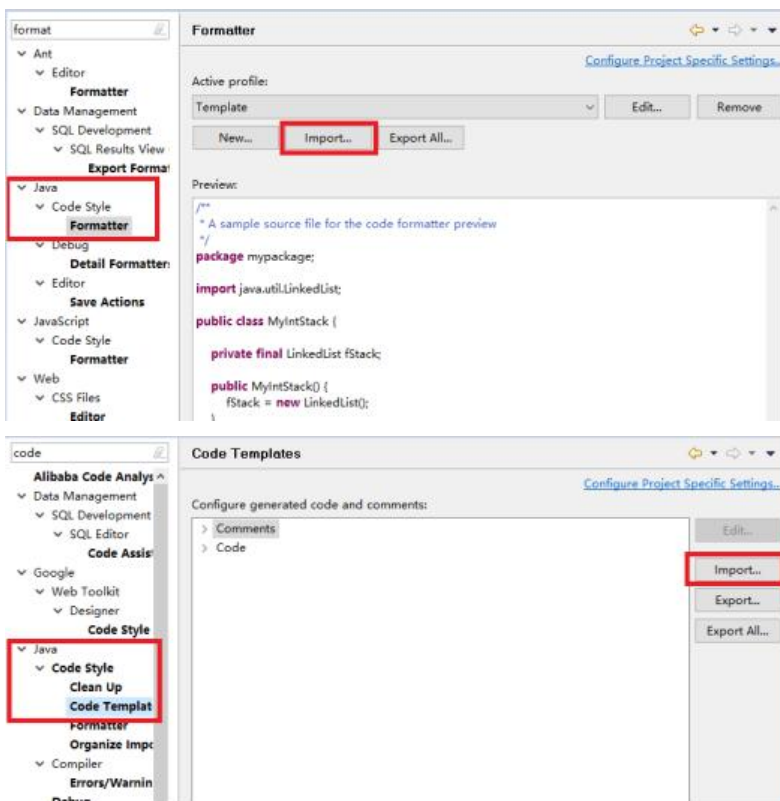 format
Formatter
Configure Project Specific Settings..
Ant
Editor
Formatter
Data Management
SQL Development
SQL Results View
Export Format
Java
Code Style
Formatter
Debug
Detail Formatters
Editor
Save Actions
JavaScript
Code Style
Formatter
Web
CSS Files
Editor
Active profile:
Template
Edit...
Remove
New...
Import...
Export All...
Preview:
/**
* A sample source file for the code formatter preview
*/
package mypackage;
import java.util.LinkedList;
public class MyIntStack {
private final LinkedList fStack;
public MyIntStack() {
fStack = new LinkedList();
}
code
Code Templates
Configure Project Specific Settings..
Alibaba Code Analys
Data Management
SQL Development
SQL Editor
Code Assis
Google
Web Toolkit
Designer
Code Style
Java
Code Style
Clean Up
Code Templat
Formatter
Organize Impo
Compiler
Errors/Warnin
Debug
Configure generated code and comments:
Comments
Code
Edit...
Import...
Export...
Export All...